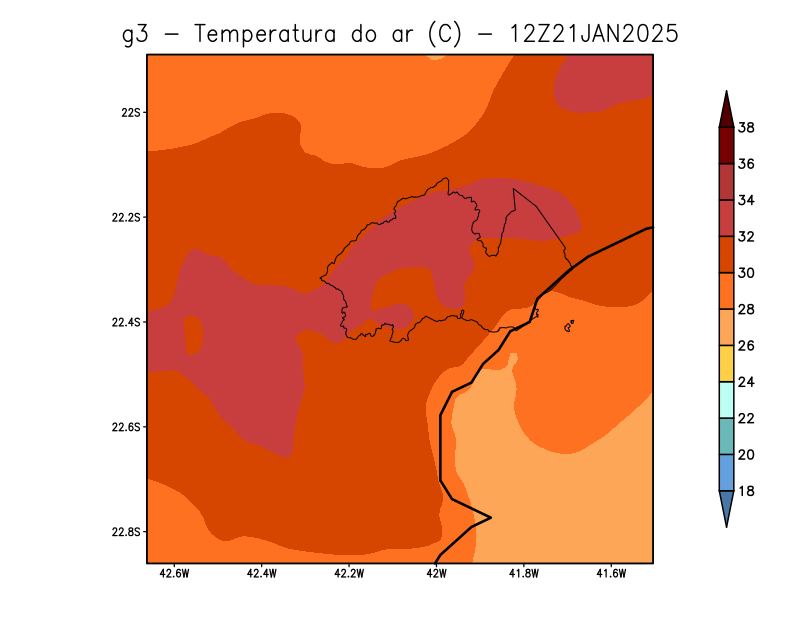 g3 - Temperatura do ar (C) - 12Z21JAN2025
22S
22.2S
22.4S
22.6S
22.8S
42.6W
42.4W
42.2W
42W
41.8W
41.6W
38
36
34
32
30
28
26
24
22
20
18